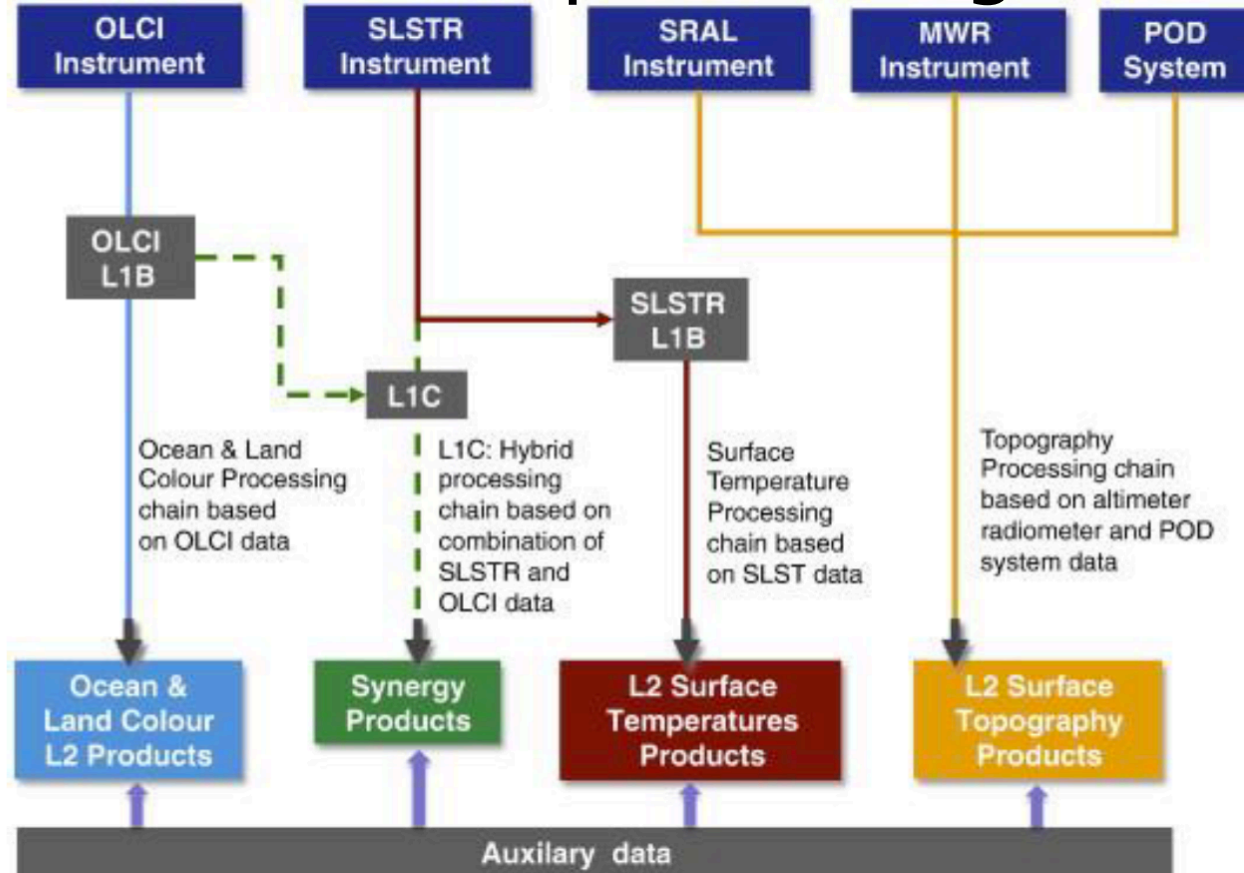 OLCI
Instrument
SLSTR
Instrument
SRAL
Instrument
MWR
Instrument
POD
System
OLCI
L1B
SLSTR
L1B
L1C
Ocean & Land
Colour Processing
chain based
on OLCI data
L1C: Hybrid
processing
chain based on
combination of
SLSTR and
OLCI data
Surface
Temperature
Processing
chain based
on SLST data
Topography
Processing chain
based on altimeter
radiometer and POD
system data
Ocean &
Land Colour
L2 Products
Synergy
Products
L2 Surface
Temperatures
Products
L2 Surface
Topography
Products
Auxilary data